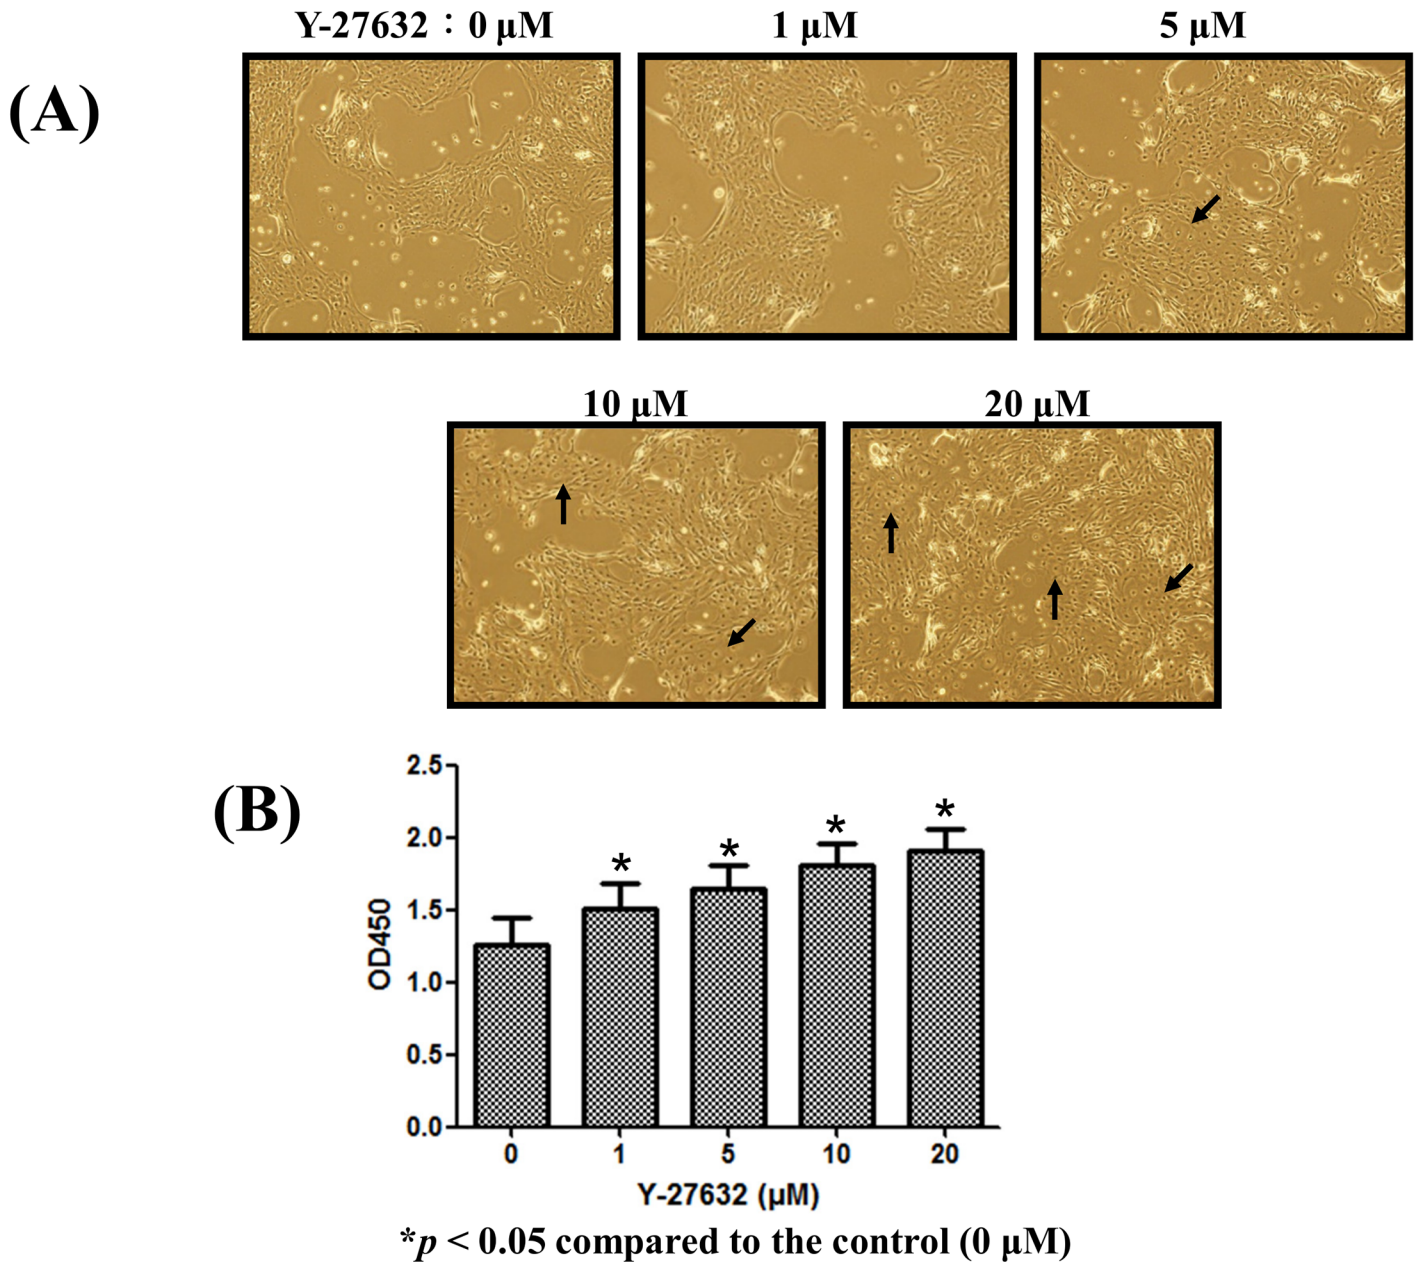 Y-27632：0 μM 1 μM 5 μM
(A)
10 μM 20 μM
(B)
2.5
2.0
1.5
1.0
0.5
0.0
OD450
* * * *
0 1 5 10 20
Y-27632 (μM)
*p < 0.05 compared to the control (0 μM)